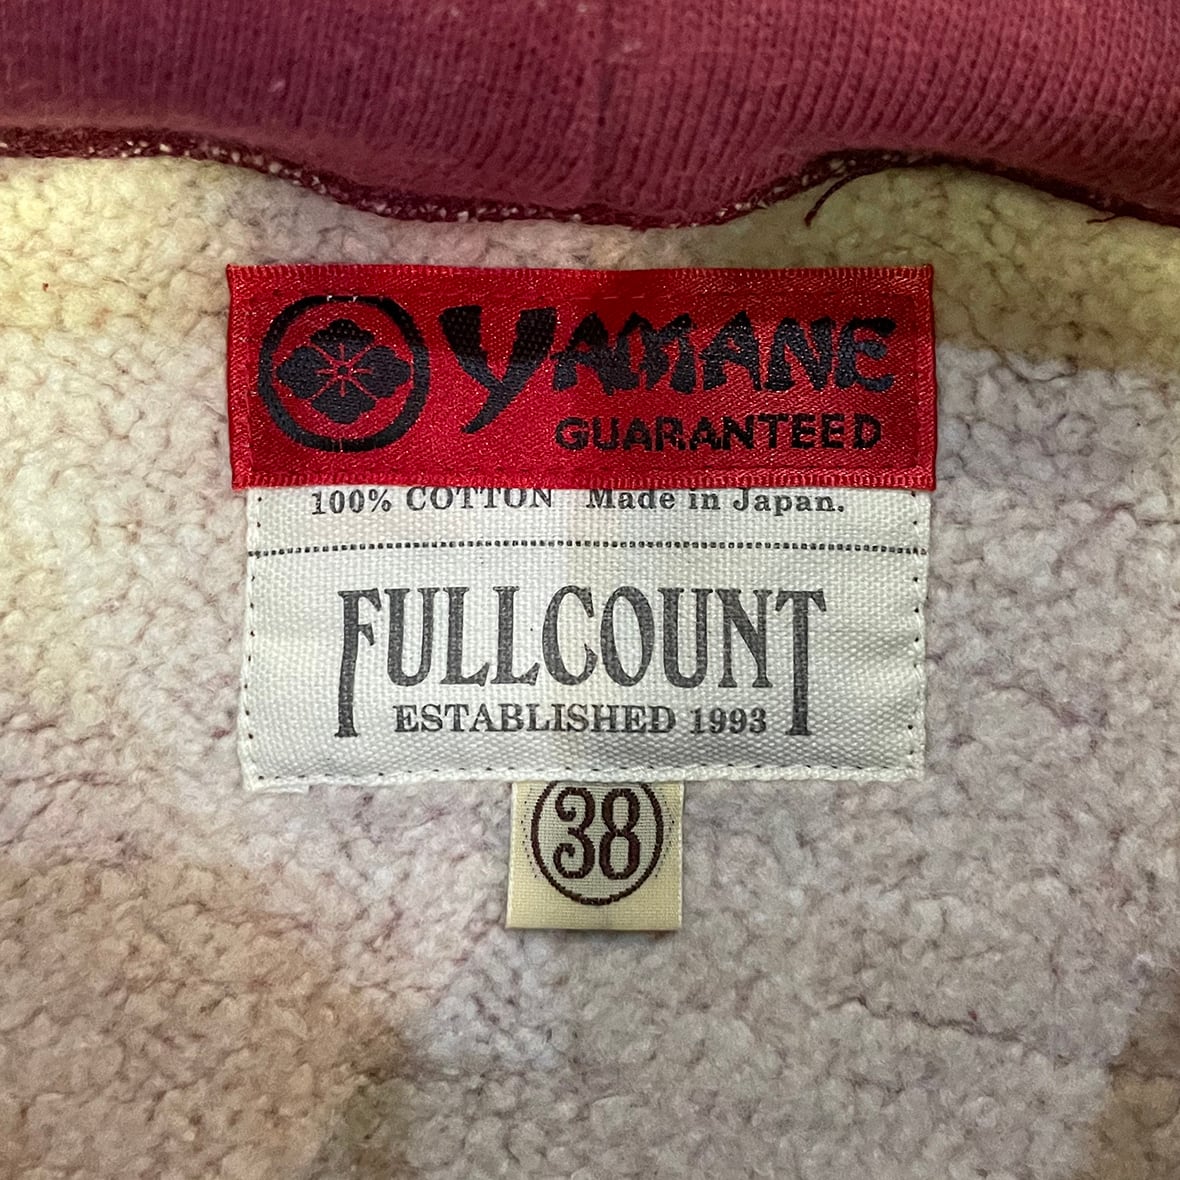 YAMANE
GUARANTEED
100% COTTON Made in Japan.
FULLCOUNT
ESTABLISHED 1993
38